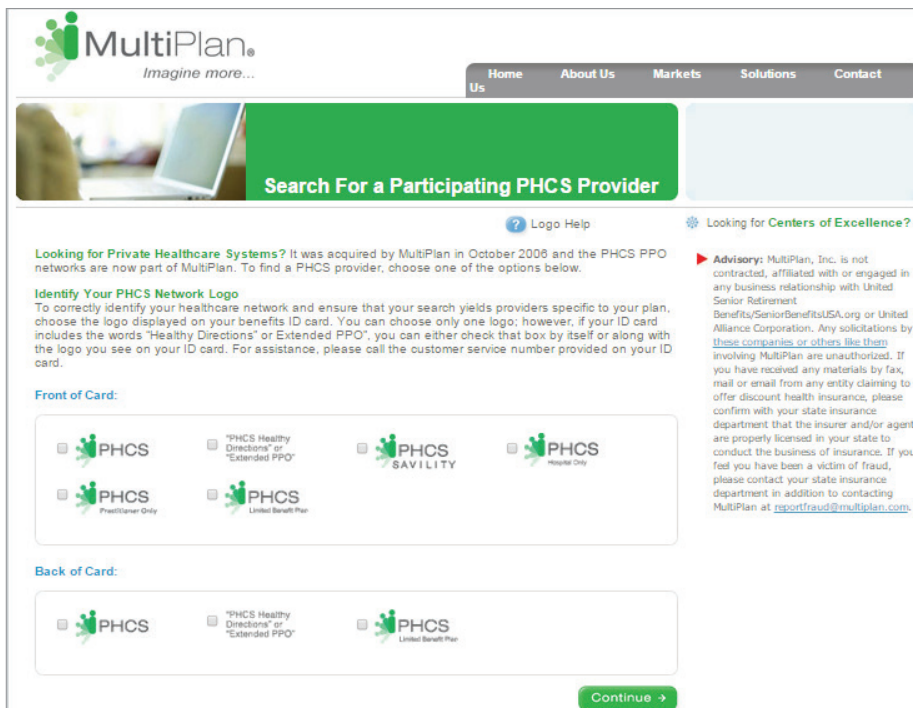 MultiPlan®
Imagine more...
Home About Us Markets Solutions Contact
Us
Search For a Participating PHCS Provider
? Logo Help
Looking for Private Healthcare Systems? It was acquired by MultiPlan in October 2006 and the PHCS PPO
networks are now part of MultiPlan. To find a PHCS provider, choose one of the options below.
Identify Your PHCS Network Logo
To correctly identify your healthcare network and ensure that your search yields providers specific to your plan,
choose the logo displayed on your benefits ID card. You can choose only one logo; however, if your ID card
includes the words "Healthy Directions" or Extended PPO", you can either check that box by itself or along with
the logo you see on your ID card. For assistance, please call the customer service number provided on your ID
card.
Front of Card:
PHCS
"PHCS Healthy
Directions" or
"Extended PPO"
PHCS
SAVILITY
PHCS
Hospital Only
PHCS
Practitioner Only
PHCS
Limited Benefit Plan
Back of Card:
PHCS
"PHCS Healthy
Directions" or
"Extended PPO"
PHCS
Limited Benefit Plan
Continue →
Looking for Centers of Excellence?
Advisory: MultiPlan, Inc. is not
contracted, affiliated with or engaged in
any business relationship with United
Senior Retirement
Benefits/SeniorBenefitsUSA.org or United
Alliance Corporation. Any solicitations by
these companies or others like them
involving MultiPlan are unauthorized. If
you have received any materials by fax,
mail or email from any entity claiming to
offer discount health insurance, please
confirm with your state insurance
department that the insurer and/or agent
are properly licensed in your state to
conduct the business of insurance. If you
feel you have been a victim of fraud,
please contact your state insurance
department in addition to contacting
MultiPlan at reportfraud@multiplan.com.